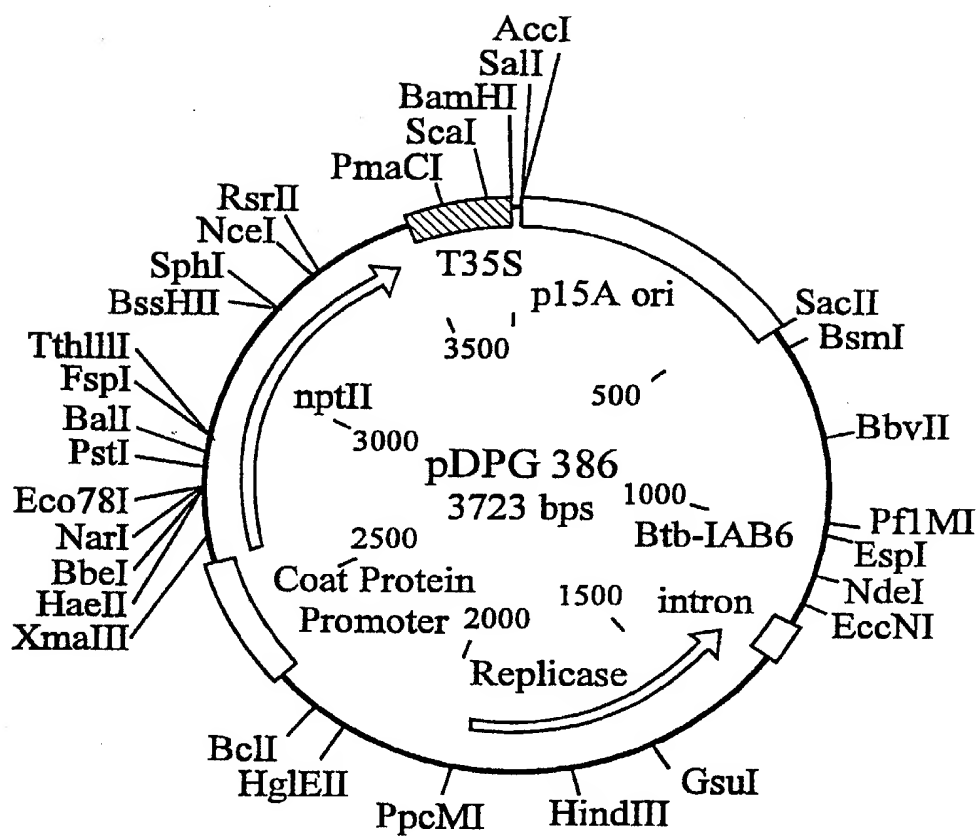 AccI
SalI
BamHI
ScaI
PmaCI
RsrII
NceI
SphI
BssHII
TthlllI
FspI
BalI
PstI
Eco78I
NarI
BbeI
HaeII
XmaIII
T35S
p15A ori
3500
500
SacII
BsmI
BbvII
nptII
3000
pDPG 386
3723 bps
1000
Btb-IAB6
Pf1MI
EspI
NdeI
EccNI
2500
Coat Protein
Promoter
2000
1500
intron
Replicase
BclI
HglEII
PpcMI
HindIII
GsuI